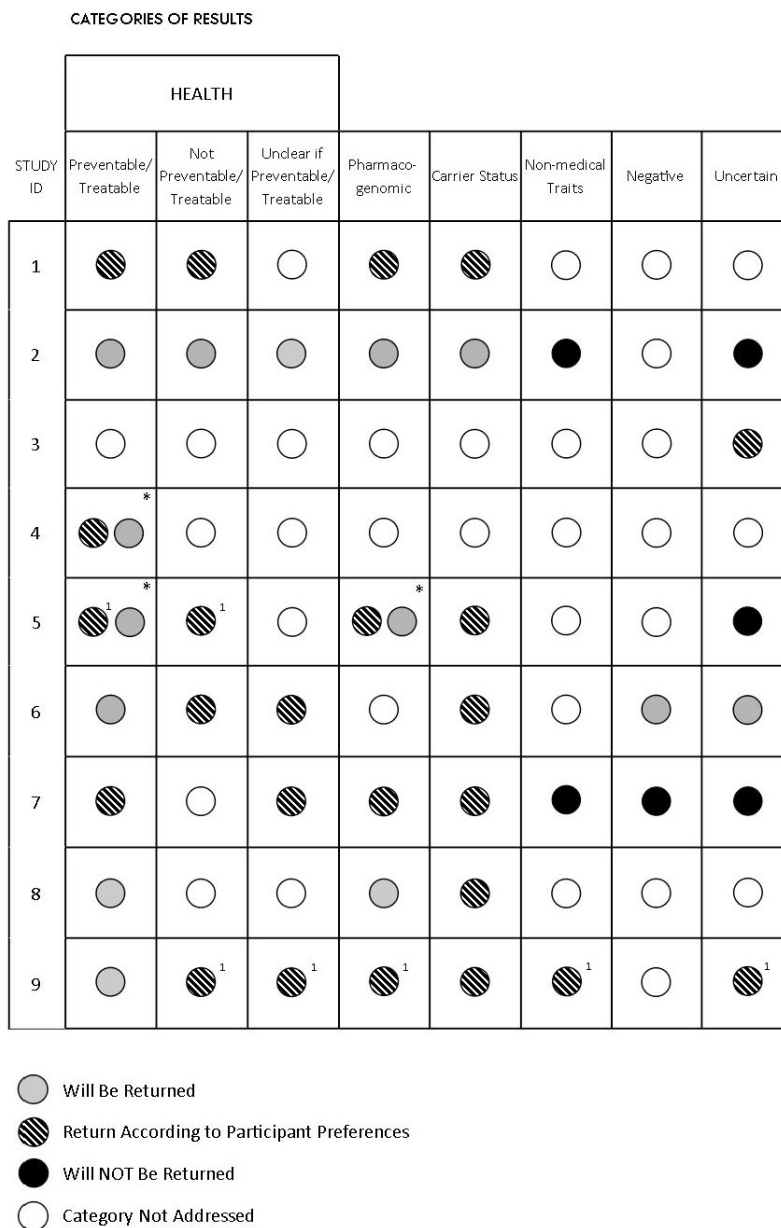 CATEGORIES OF RESULTS
HEALTH
STUDY ID
Preventable/
Treatable
Not
Preventable/
Treatable
Unclear if
Preventable/
Treatable
Pharmaco-
genomic
Carrier Status
Non-medical
Traits
Negative
Uncertain
1
2
3
4 *
5 1 * 1 *
6
7
8
9 1 1 1 1 1
Will Be Returned
Return According to Participant Preferences
Will NOT Be Returned
Category Not Addressed